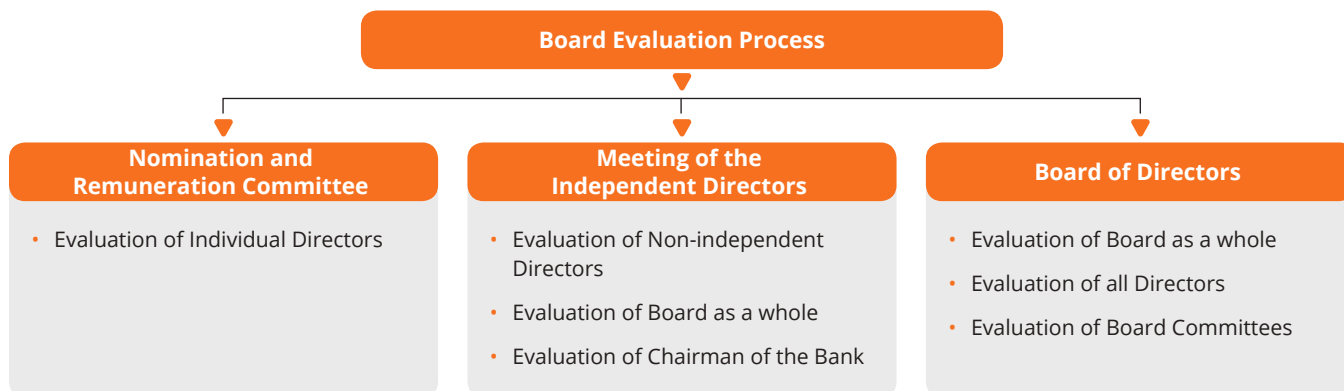 Board Evaluation Process
Nomination and
Remuneration Committee
• Evaluation of Individual Directors
Meeting of the
Independent Directors
• Evaluation of Non-independent
Directors
• Evaluation of Board as a whole
• Evaluation of Chairman of the Bank
Board of Directors
• Evaluation of Board as a whole
• Evaluation of all Directors
• Evaluation of Board Committees